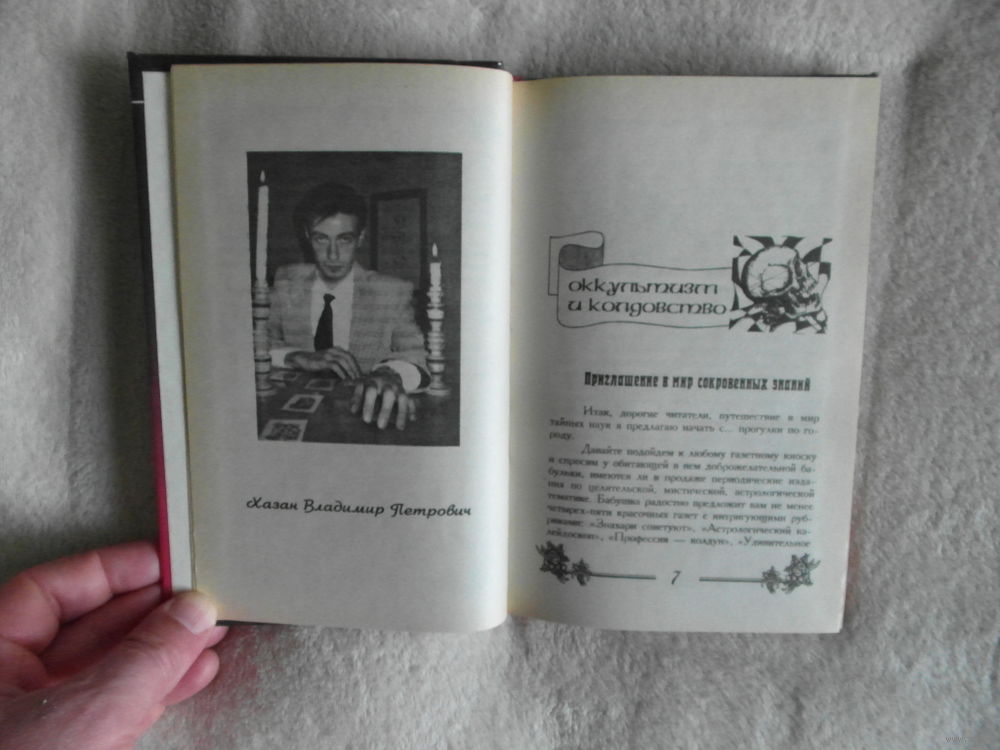 Хазан Владимир Петрович
оккультизм
и колдовство
Приглашение в мир сокровенных знаний
Итак, дорогие читатели, путешествие в мир
тайных наук я предлагаю начать с... прогулки по го-
роду.
Давайте подойдем к любому газетному киоску
и спросим у обитающей в нем доброжелательной ба-
бульки, имеются ли в продаже периодические изда-
ния по целительской, мистической, астрологической
тематике. Бабушка радостно предложит вам не менее
четырех-пяти красочных газет с интригующими руб-
риками: «Знахари советуют», «Астрологический ка-
лейдоскоп», «Профессия — колдун», «Удивительное
7